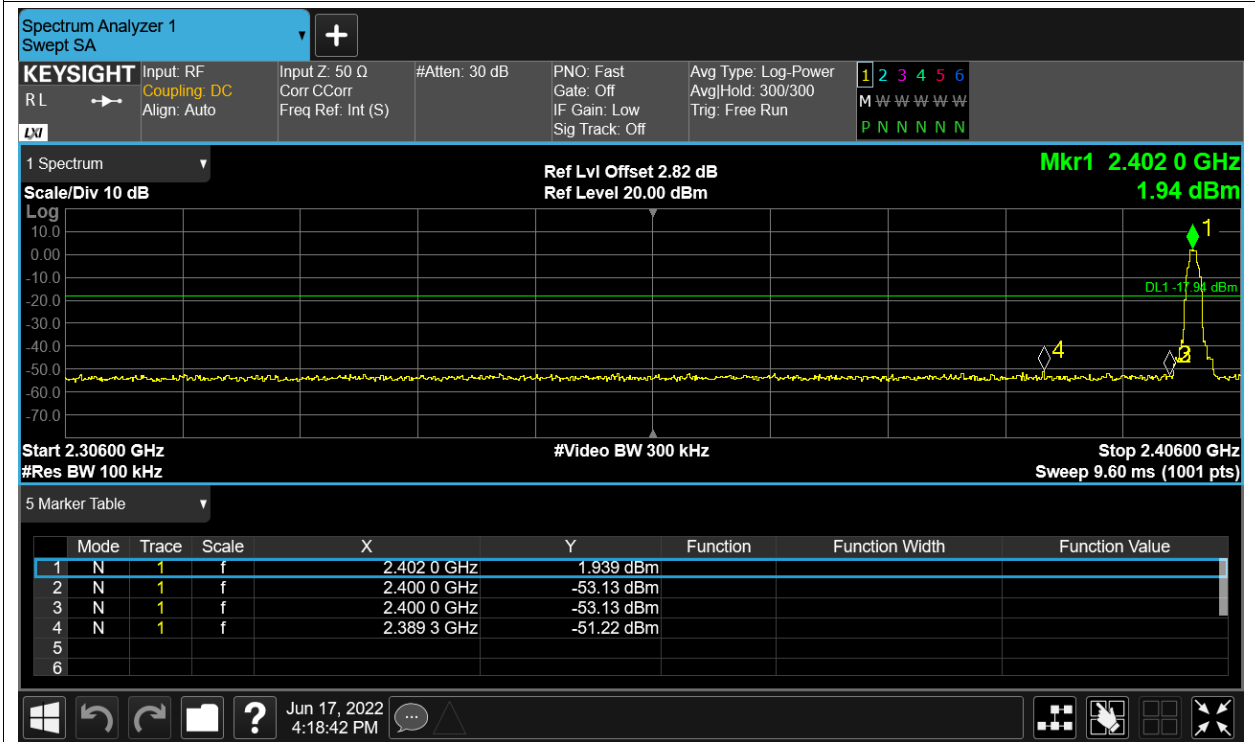 Spectrum Analyzer 1
Swept SA
+
KEYSIGHT Input: RF Input Z: 50 Ω #Atten: 30 dB PNO: Fast Avg Type: Log-Power 1 2 3 4 5 6
R L Coupling: DC Corr CCorr Gate: Off Avg|Hold: 300/300 M W W W W W
Align: Auto Freq Ref: Int (S) IF Gain: Low Trig: Free Run
LXI Sig Track: Off P N N N N N
1 Spectrum Ref Lvl Offset 2.82 dB Mkr1 2.402 0 GHz
Scale/Div 10 dB Ref Level 20.00 dBm 1.94 dBm
Log
1
10.0
0.00
-10.0
DL1 -17.94 dBm
-20.0
-30.0
-40.0
4 2
-50.0
-60.0
-70.0
Start 2.30600 GHz #Video BW 300 kHz Stop 2.40600 GHz
#Res BW 100 kHz Sweep 9.60 ms (1001 pts)
5 Marker Table
Mode Trace Scale X Y Function Function Width Function Value
1 N 1 f 2.402 0 GHz 1.939 dBm
2 N 1 f 2.400 0 GHz -53.13 dBm
3 N 1 f 2.400 0 GHz -53.13 dBm
4 N 1 f 2.389 3 GHz -51.22 dBm
5
6
? Jun 17, 2022
4:18:42 PM